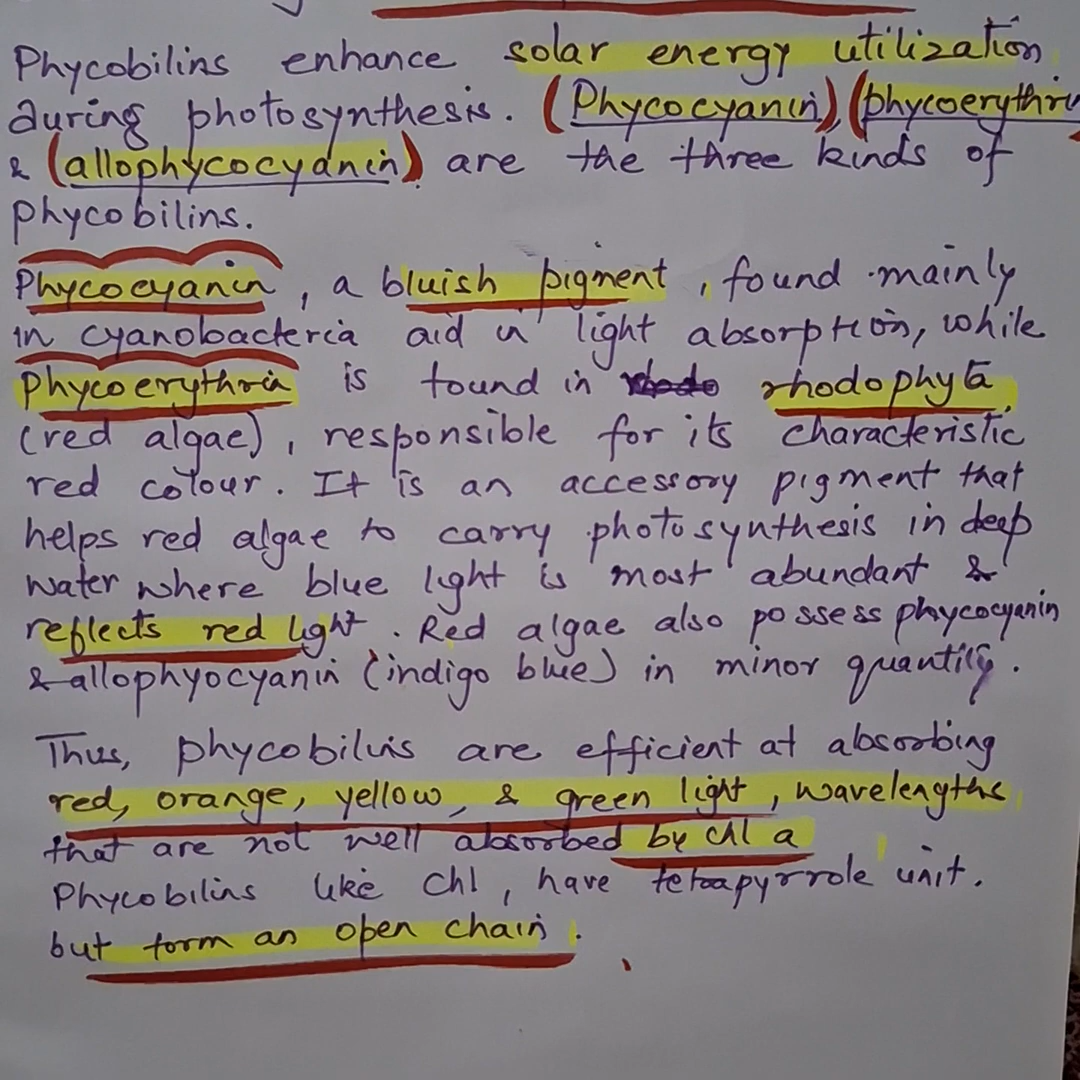 Phycobilins enhance solar energy utilization
during photosynthesis. (Phycocyanin), (phycoerythrin
& (allophycocyanin) are the three kinds of
phycobilins.
Phycocyanin, a bluish pigment, found mainly
in cyanobacteria aid in light absorption, while
Phycoerythrin is found in rhodophyta
(red algae), responsible for its characteristic
red colour. It is an accessory pigment that
helps red algae to carry photosynthesis in deep
water where blue light is most abundant &
reflects red light. Red algae also possess phycocyanin
& allophyocyanin (indigo blue) in minor quantity.
Thus, phycobilins are efficient at absorbing
red, orange, yellow, & green light, wavelengths
that are not well absorbed by chl a
Phycobilins like chl, have tetrapyrrole unit.
but form an open chain.